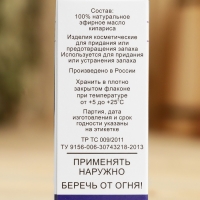 Состав:
100% натуральное
эфирное масло
кипариса
Изделия косметические
для придания или
предотвращения запаха
Используется для придания
или устранения запаха
Произведено в России
Хранить в плотно
закрытом флаконе
при температуре
от +5 до +25°С
Партия, дата
изготовления и срок
годности указаны
на этикетке
ТР ТС 009/2011
ТУ 9156-006-30743218-2013
ПРИМЕНЯТЬ
НАРУЖНО
БЕРЕЧЬ ОТ ОГНЯ!